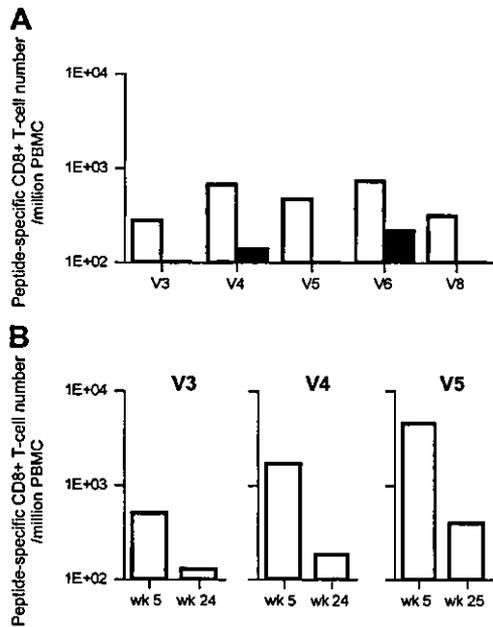 A
Peptide-specific CD8+ T-cell number
/million PBMC
1E+04
1E+03
1E+02
V3 V4 V5 V6 V8
B
Peptide-specific CD8+ T-cell number
/million PBMC
V3 V4 V5
1E+04
1E+03
1E+02
wk 5 wk 24 wk 5 wk 24 wk 5 wk 25